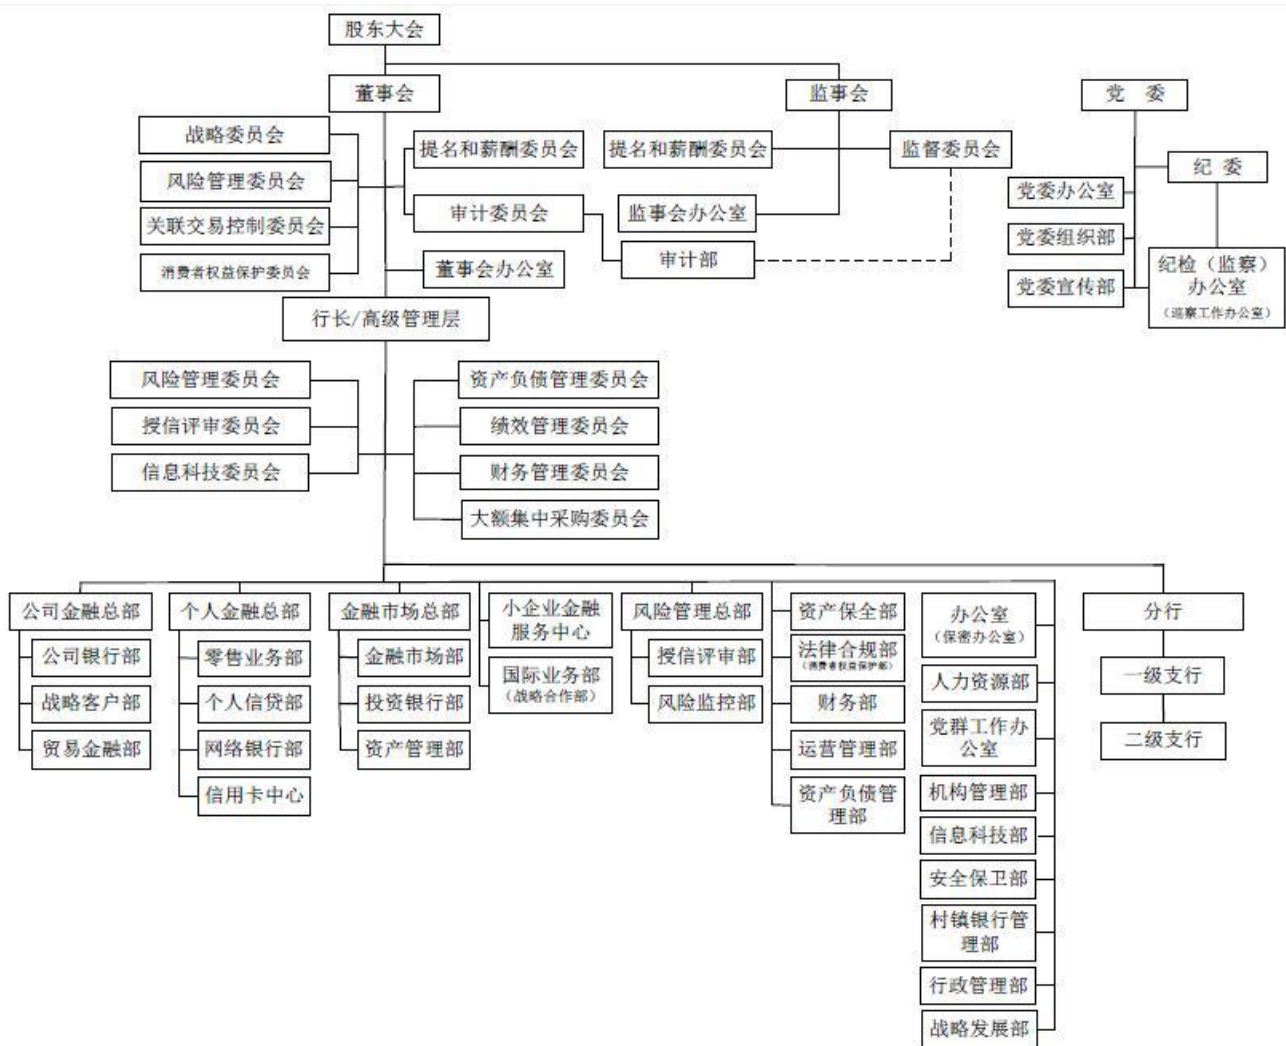 股东大会
董事会
监事会
党 委
战略委员会
风险管理委员会
关联交易控制委员会
消费者权益保护委员会
提名和薪酬委员会
审计委员会
董事会办公室
提名和薪酬委员会
监督委员会
监事会办公室
审计部
纪 委
党委办公室
党委组织部
党委宣传部
纪检（监察）
办公室
（巡察工作办公室）
行长/高级管理层
风险管理委员会
授信评审委员会
信息科技委员会
资产负债管理委员会
绩效管理委员会
财务管理委员会
大额集中采购委员会
公司金融总部
公司银行部
战略客户部
贸易金融部
个人金融总部
零售业务部
个人信贷部
网络银行部
信用卡中心
金融市场总部
金融市场部
投资银行部
资产管理部
小企业金融
服务中心
国际业务部
（战略合作部）
风险管理总部
授信评审部
风险监控部
资产保全部
法律合规部
（消费者权益保护部）
财务部
运营管理部
资产负债管
理部
办公室
（保密办公室）
人力资源部
党群工作办
公室
机构管理部
信息科技部
安全保卫部
村镇银行管
理部
行政管理部
战略发展部
分行
一级支行
二级支行